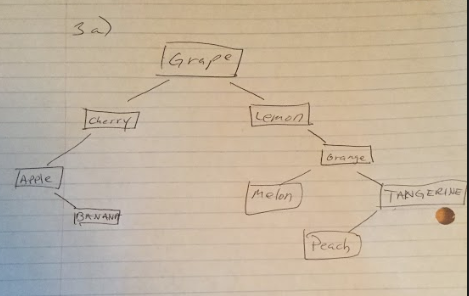 3a)
Grape
Cherry
Lemon
Apple
Orange
BANANA
Melon
TANGERINE
Peach